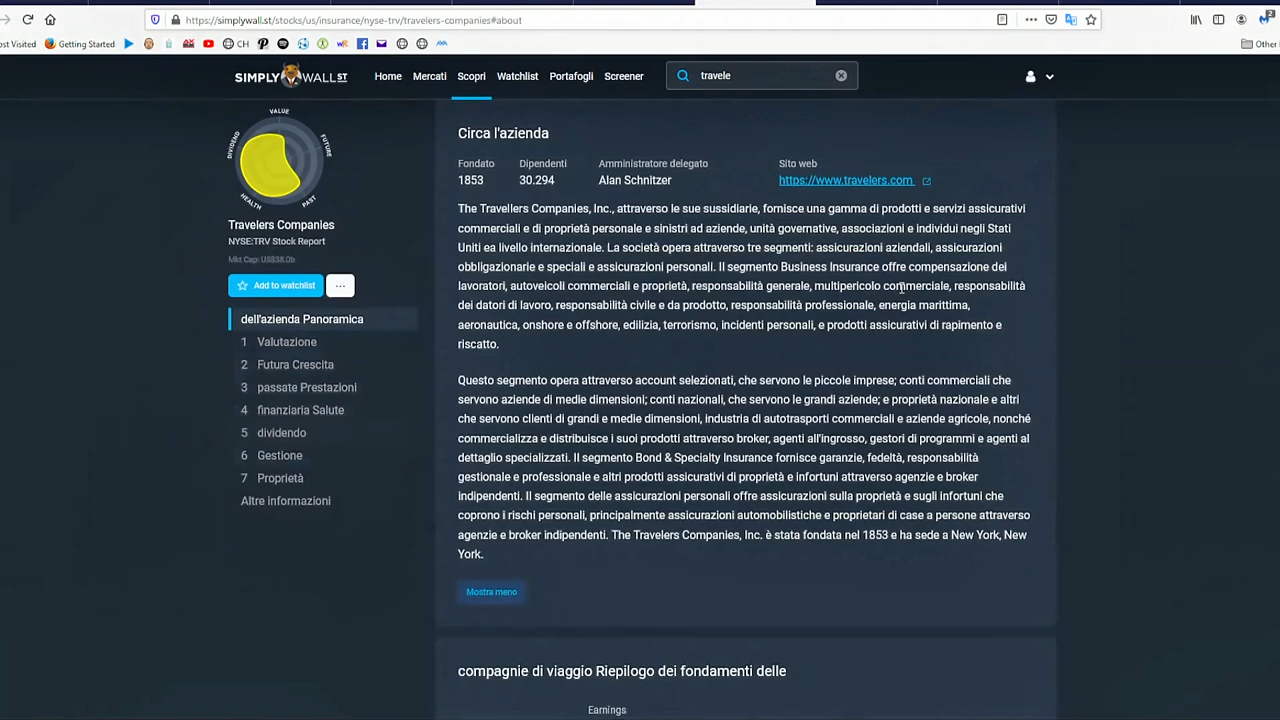 https://simplywall.st/stocks/us/insurance/nyse-trv/travelers-companies#about
ost Visited
Getting Started
CH
Other
SIMPLY WALL ST
Home
Mercati
Scopri
Watchlist
Portafogli
Screener
travele
VALUE
FUTURE
PAST
HEALTH
DIVIDEND
Travelers Companies
NYSE:TRV Stock Report
Mkt Cap: US$38.0b
Add to watchlist
...
dell'azienda Panoramica
1 Valutazione
2 Futura Crescita
3 passate Prestazioni
4 finanziaria Salute
5 dividendo
6 Gestione
7 Proprietà
Altre informazioni
Circa l'azienda
Fondato
Dipendenti
Amministratore delegato
Sito web
1853
30.294
Alan Schnitzer
https://www.travelers.com
The Travellers Companies, Inc., attraverso le sue sussidiarie, fornisce una gamma di prodotti e servizi assicurativi
commerciali e di proprietà personale e sinistri ad aziende, unità governative, associazioni e individui negli Stati
Uniti ea livello internazionale. La società opera attraverso tre segmenti: assicurazioni aziendali, assicurazioni
obbligazionarie e speciali e assicurazioni personali. Il segmento Business Insurance offre compensazione dei
lavoratori, autoveicoli commerciali e proprietà, responsabilità generale, multipericolo commerciale, responsabilità
dei datori di lavoro, responsabilità civile e da prodotto, responsabilità professionale, energia marittima,
aeronautica, onshore e offshore, edilizia, terrorismo, incidenti personali, e prodotti assicurativi di rapimento e
riscatto.
Questo segmento opera attraverso account selezionati, che servono le piccole imprese; conti commerciali che
servono aziende di medie dimensioni; conti nazionali, che servono le grandi aziende; e proprietà nazionale e altri
che servono clienti di grandi e medie dimensioni, industria di autotrasporti commerciali e aziende agricole, nonché
commercializza e distribuisce i suoi prodotti attraverso broker, agenti all'ingrosso, gestori di programmi e agenti al
dettaglio specializzati. Il segmento Bond & Specialty Insurance fornisce garanzie, fedeltà, responsabilità
gestionale e professionale e altri prodotti assicurativi di proprietà e infortuni attraverso agenzie e broker
indipendenti. Il segmento delle assicurazioni personali offre assicurazioni sulla proprietà e sugli infortuni che
coprono i rischi personali, principalmente assicurazioni automobilistiche e proprietari di case a persone attraverso
agenzie e broker indipendenti. The Travelers Companies, Inc. è stata fondata nel 1853 e ha sede a New York, New
York.
Mostra meno
compagnie di viaggio Riepilogo dei fondamenti delle
Earnings